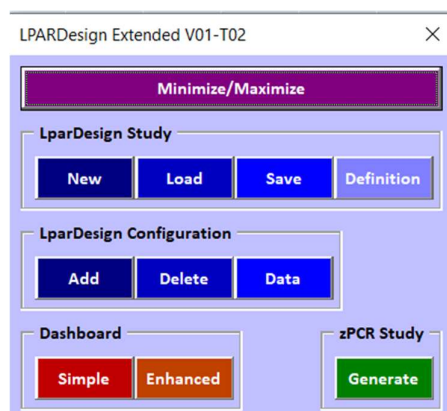 LPARDesign Extended V01-T02
Minimize/Maximize
LparDesign Study
New Load Save Definition
LparDesign Configuration
Add Delete Data
Dashboard zPCR Study
Simple Enhanced Generate